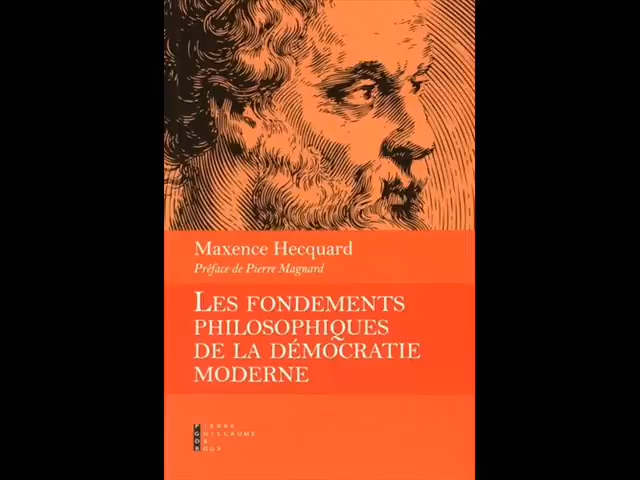 Maxence Hecquard
Préface de Pierre Magnard
LES FONDEMENTS
PHILOSOPHIQUES
DE LA DÉMOCRATIE
MODERNE
PIERRE
GUILLAUME
DE
ROUX